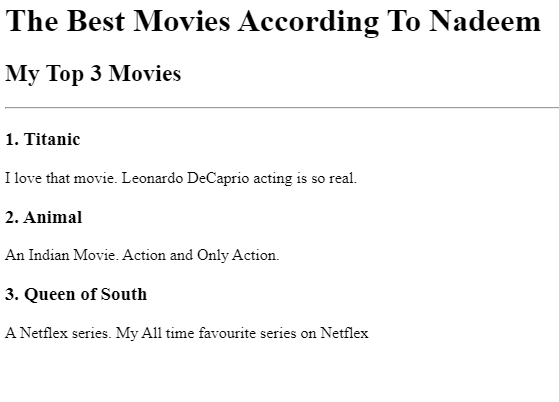 The Best Movies According To Nadeem
My Top 3 Movies
1. Titanic
I love that movie. Leonardo DeCaprio acting is so real.
2. Animal
An Indian Movie. Action and Only Action.
3. Queen of South
A Netflex series. My All time favourite series on Netflex